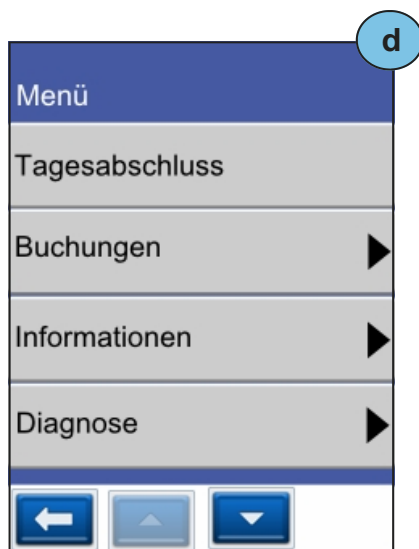 d
Menü
Tagesabschluss
Buchungen
Informationen
Diagnose